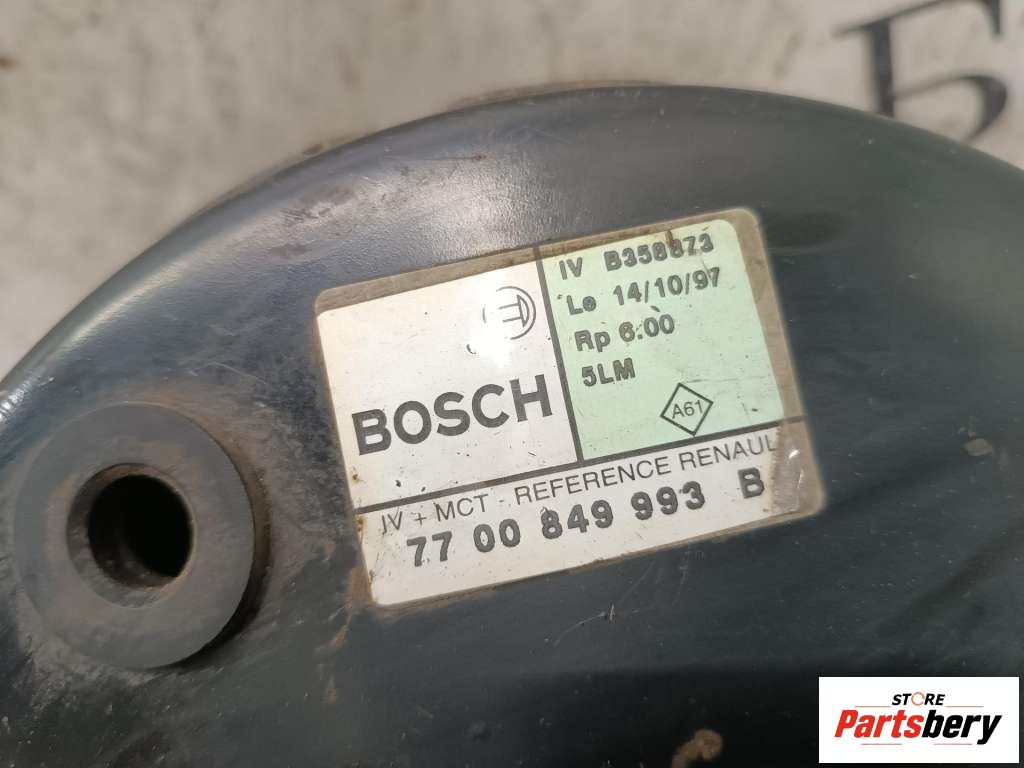 IV B358873
Le 14/10/97
Rp 6.00
5LM
A61
BOSCH
IV + MCT - REFERENCE RENAUL
77 00 849 993 B
Б
STORE
Partsbery